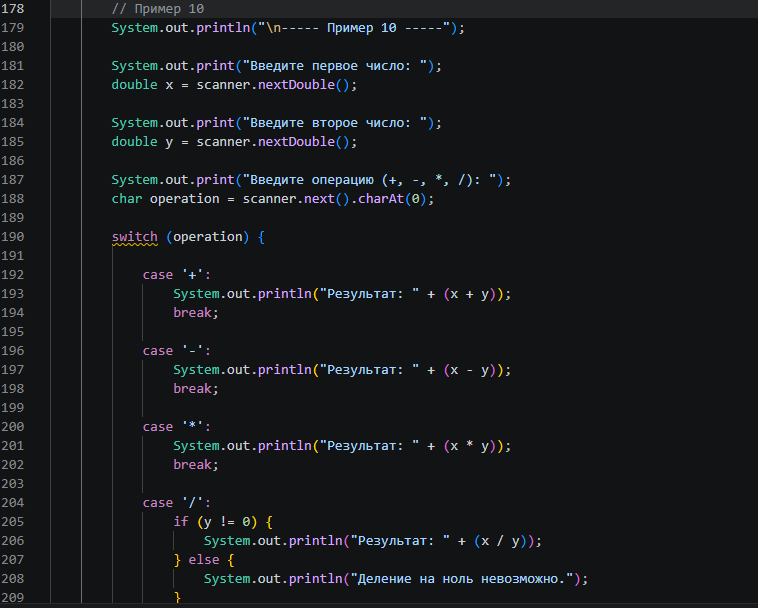 178 // Пример 10
179 System.out.println("\n----- Пример 10 -----");
180
181 System.out.print("Введите первое число: ");
182 double x = scanner.nextDouble();
183
184 System.out.print("Введите второе число: ");
185 double y = scanner.nextDouble();
186
187 System.out.print("Введите операцию (+, -, *, /): ");
188 char operation = scanner.next().charAt(0);
189
190 switch (operation) {
191
192 case '+':
193 System.out.println("Результат: " + (x + y));
194 break;
195
196 case '-':
197 System.out.println("Результат: " + (x - y));
198 break;
199
200 case '*':
201 System.out.println("Результат: " + (x * y));
202 break;
203
204 case '/':
205 if (y != 0) {
206 System.out.println("Результат: " + (x / y));
207 } else {
208 System.out.println("Деление на ноль невозможно.");
209 }